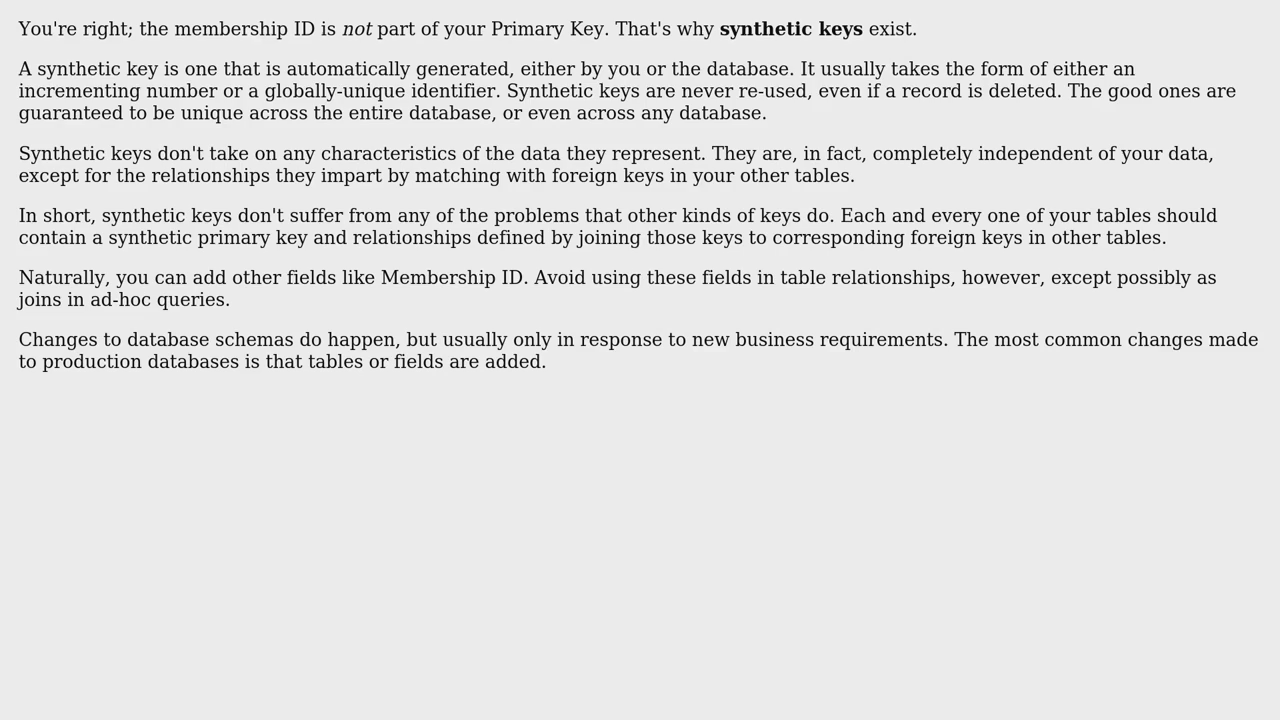 You're right; the membership ID is not part of your Primary Key. That's why synthetic keys exist.
A synthetic key is one that is automatically generated, either by you or the database. It usually takes the form of either an
incrementing number or a globally-unique identifier. Synthetic keys are never re-used, even if a record is deleted. The good ones are
guaranteed to be unique across the entire database, or even across any database.
Synthetic keys don't take on any characteristics of the data they represent. They are, in fact, completely independent of your data,
except for the relationships they impart by matching with foreign keys in your other tables.
In short, synthetic keys don't suffer from any of the problems that other kinds of keys do. Each and every one of your tables should
contain a synthetic primary key and relationships defined by joining those keys to corresponding foreign keys in other tables.
Naturally, you can add other fields like Membership ID. Avoid using these fields in table relationships, however, except possibly as
joins in ad-hoc queries.
Changes to database schemas do happen, but usually only in response to new business requirements. The most common changes made
to production databases is that tables or fields are added.